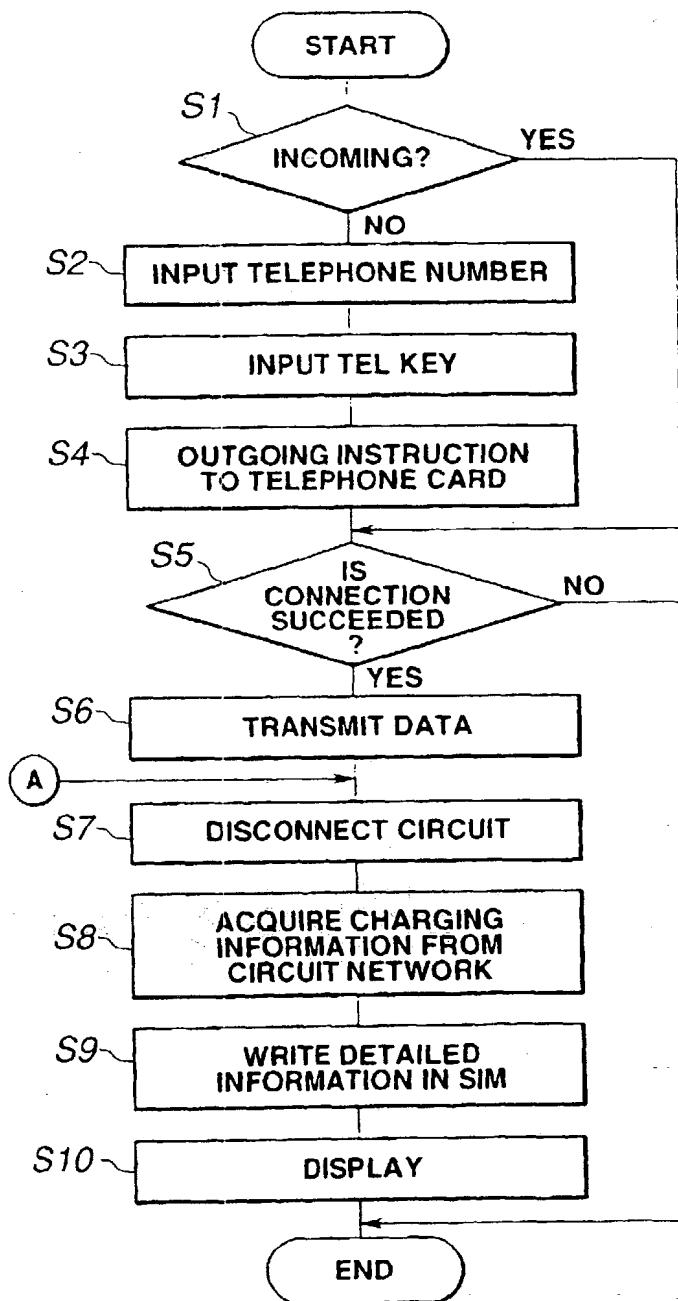 START
S1
INCOMING?
YES
NO
S2
INPUT TELEPHONE NUMBER
S3
INPUT TEL KEY
S4
OUTGOING INSTRUCTION
TO TELEPHONE CARD
S5
IS
CONNECTION
SUCCEEDED
?
NO
YES
S6
TRANSMIT DATA
A
S7
DISCONNECT CIRCUIT
S8
ACQUIRE CHARGING
INFORMATION FROM
CIRCUIT NETWORK
S9
WRITE DETAILED
INFORMATION IN SIM
S10
DISPLAY
END